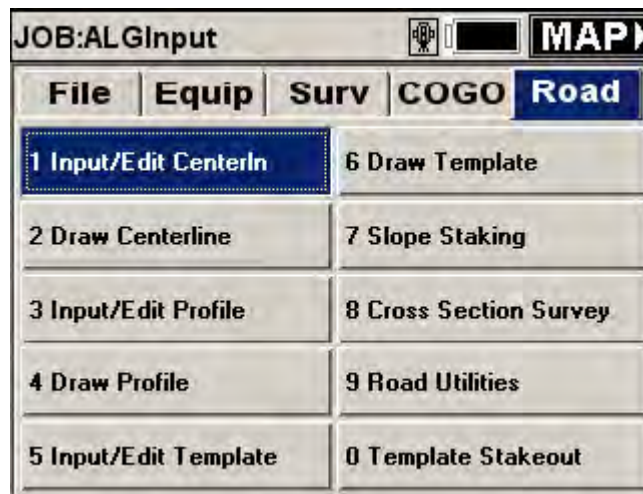 JOB:ALGInput MAP
File Equip Surv COGO Road
1 Input/Edit Centerln
2 Draw Centerline
3 Input/Edit Profile
4 Draw Profile
5 Input/Edit Template
6 Draw Template
7 Slope Staking
8 Cross Section Survey
9 Road Utilities
0 Template Stakeout